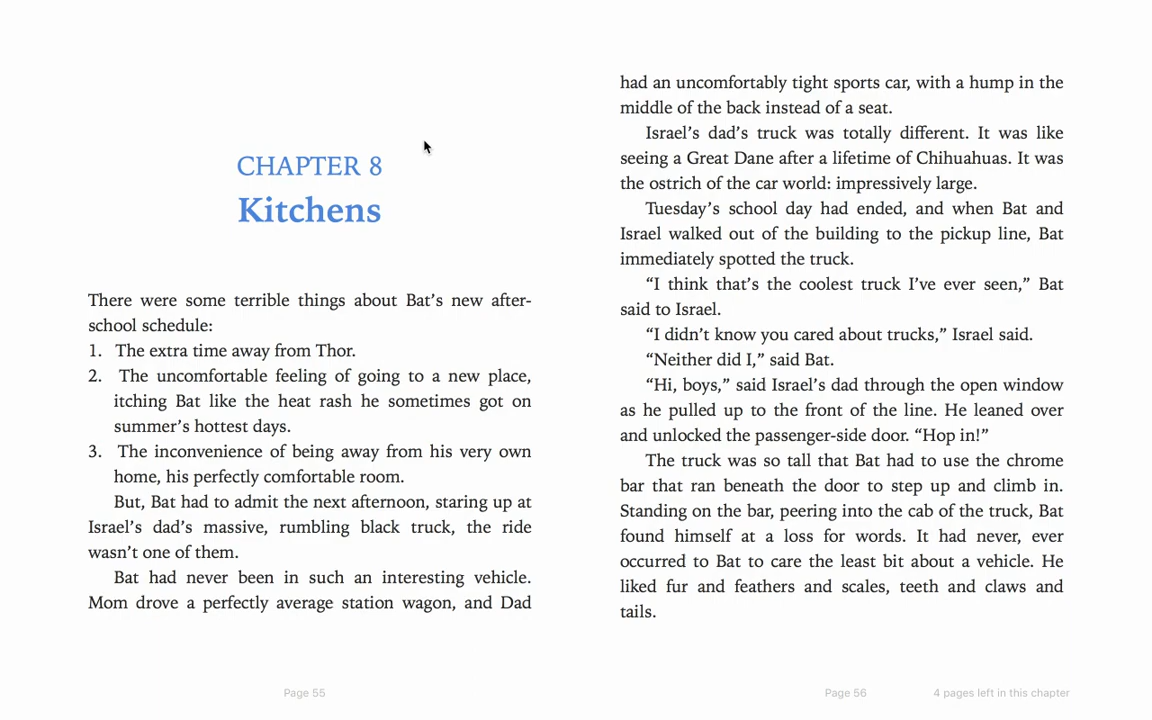 CHAPTER 8
Kitchens
There were some terrible things about Bat’s new after-
school schedule:
1. The extra time away from Thor.
2. The uncomfortable feeling of going to a new place,
itching Bat like the heat rash he sometimes got on
summer’s hottest days.
3. The inconvenience of being away from his very own
home, his perfectly comfortable room.
But, Bat had to admit the next afternoon, staring up at
Israel’s dad’s massive, rumbling black truck, the ride
wasn’t one of them.
Bat had never been in such an interesting vehicle.
Mom drove a perfectly average station wagon, and Dad
Page 55
had an uncomfortably tight sports car, with a hump in the
middle of the back instead of a seat.
Israel’s dad’s truck was totally different. It was like
seeing a Great Dane after a lifetime of Chihuahuas. It was
the ostrich of the car world: impressively large.
Tuesday’s school day had ended, and when Bat and
Israel walked out of the building to the pickup line, Bat
immediately spotted the truck.
“I think that’s the coolest truck I’ve ever seen,” Bat
said to Israel.
“I didn’t know you cared about trucks,” Israel said.
“Neither did I,” said Bat.
“Hi, boys,” said Israel’s dad through the open window
as he pulled up to the front of the line. He leaned over
and unlocked the passenger-side door. “Hop in!”
The truck was so tall that Bat had to use the chrome
bar that ran beneath the door to step up and climb in.
Standing on the bar, peering into the cab of the truck, Bat
found himself at a loss for words. It had never, ever
occurred to Bat to care the least bit about a vehicle. He
liked fur and feathers and scales, teeth and claws and
tails.
Page 56
4 pages left in this chapter